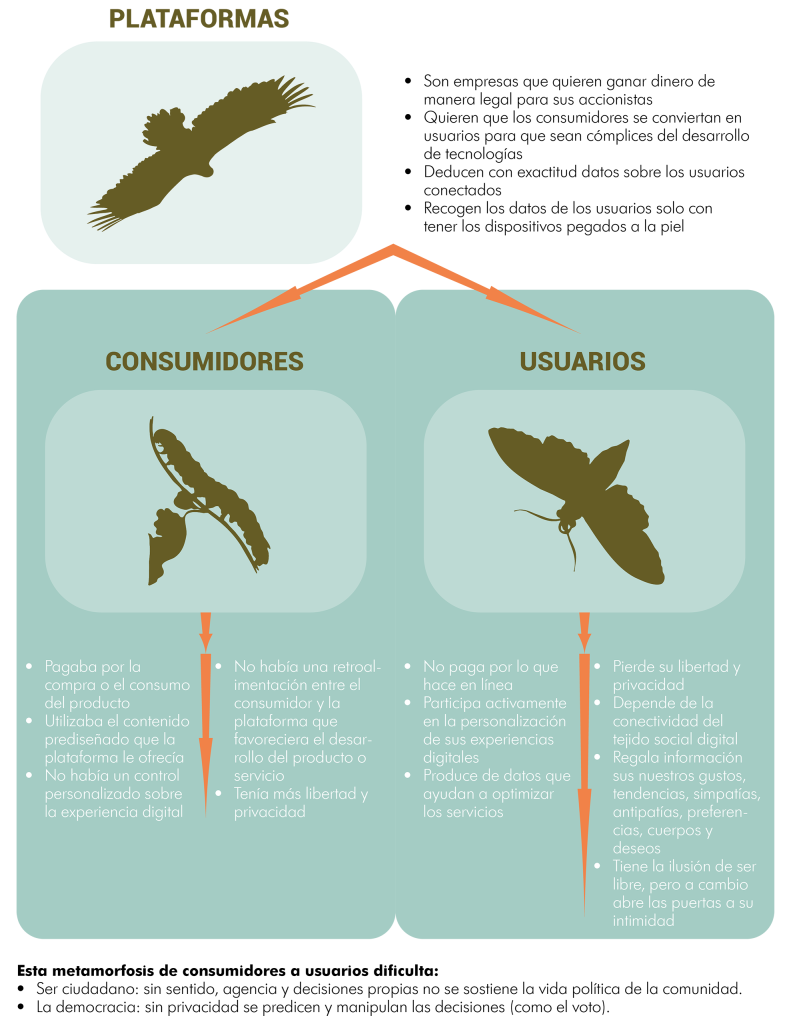 PLATAFORMAS
• Son empresas que quieren ganar dinero de
manera legal para sus accionistas
• Quieren que los consumidores se conviertan en
usuarios para que sean cómplices del desarrollo
de tecnologías
• Deducen con exactitud datos sobre los usuarios
conectados
• Recogen los datos de los usuarios solo con
tener los dispositivos pegados a la piel
CONSUMIDORES
• Pagaba por la
compra o el consumo
del producto
• Utilizaba el contenido
prediseñado que la
plataforma le ofrecía
• No había un control
personalizado sobre
la experiencia digital
• No había una retroal-
imentación entre el
consumidor y la
plataforma que
favoreciera el desar-
rollo del producto o
servicio
• Tenía más libertad y
privacidad
USUARIOS
• No paga por lo que
hace en línea
• Participa activamente
en la personalización
de sus experiencias
digitales
• Produce de datos que
ayudan a optimizar
los servicios
• Pierde su libertad y
privacidad
• Depende de la
conectividad del
tejido social digital
• Regala información
sus nuestros gustos,
tendencias, simpatías,
antipatías, preferen-
cias, cuerpos y
deseos
• Tiene la ilusión de ser
libre, pero a cambio
abre las puertas a su
intimidad
Esta metamorfosis de consumidores a usuarios dificulta:
• Ser ciudadano: sin sentido, agencia y decisiones propias no se sostiene la vida política de la comunidad.
• La democracia: sin privacidad se predicen y manipulan las decisiones (como el voto).